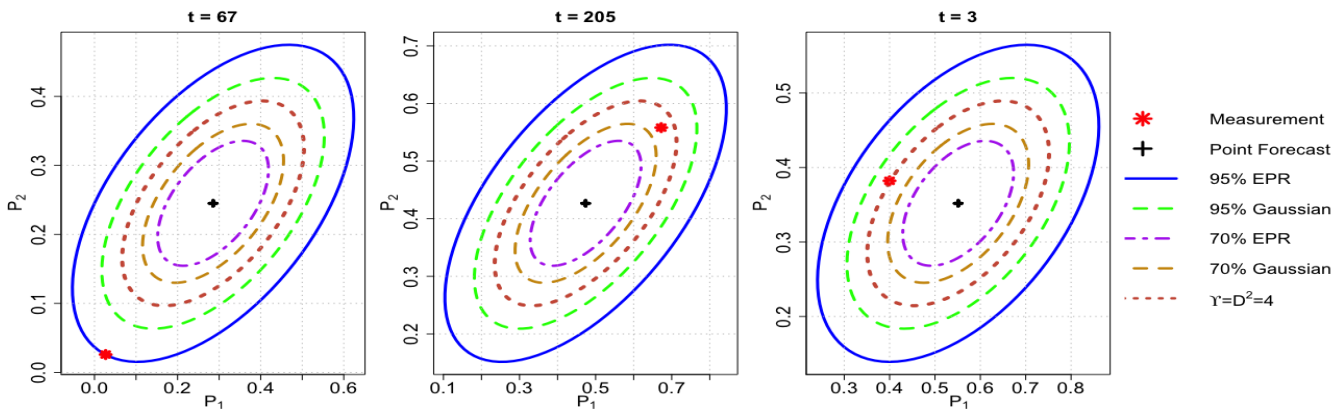 t = 67
t = 205
t = 3
P₂
0.0
0.1
0.2
0.3
0.4
0.0
0.2
0.4
0.6
P₁
P₂
0.2
0.3
0.4
0.5
0.6
0.7
0.1
0.3
0.5
0.7
P₁
P₂
0.2
0.3
0.4
0.5
0.3
0.4
0.5
0.6
0.7
0.8
P₁
Measurement
Point Forecast
95% EPR
95% Gaussian
70% EPR
70% Gaussian
ϒ=D²=4